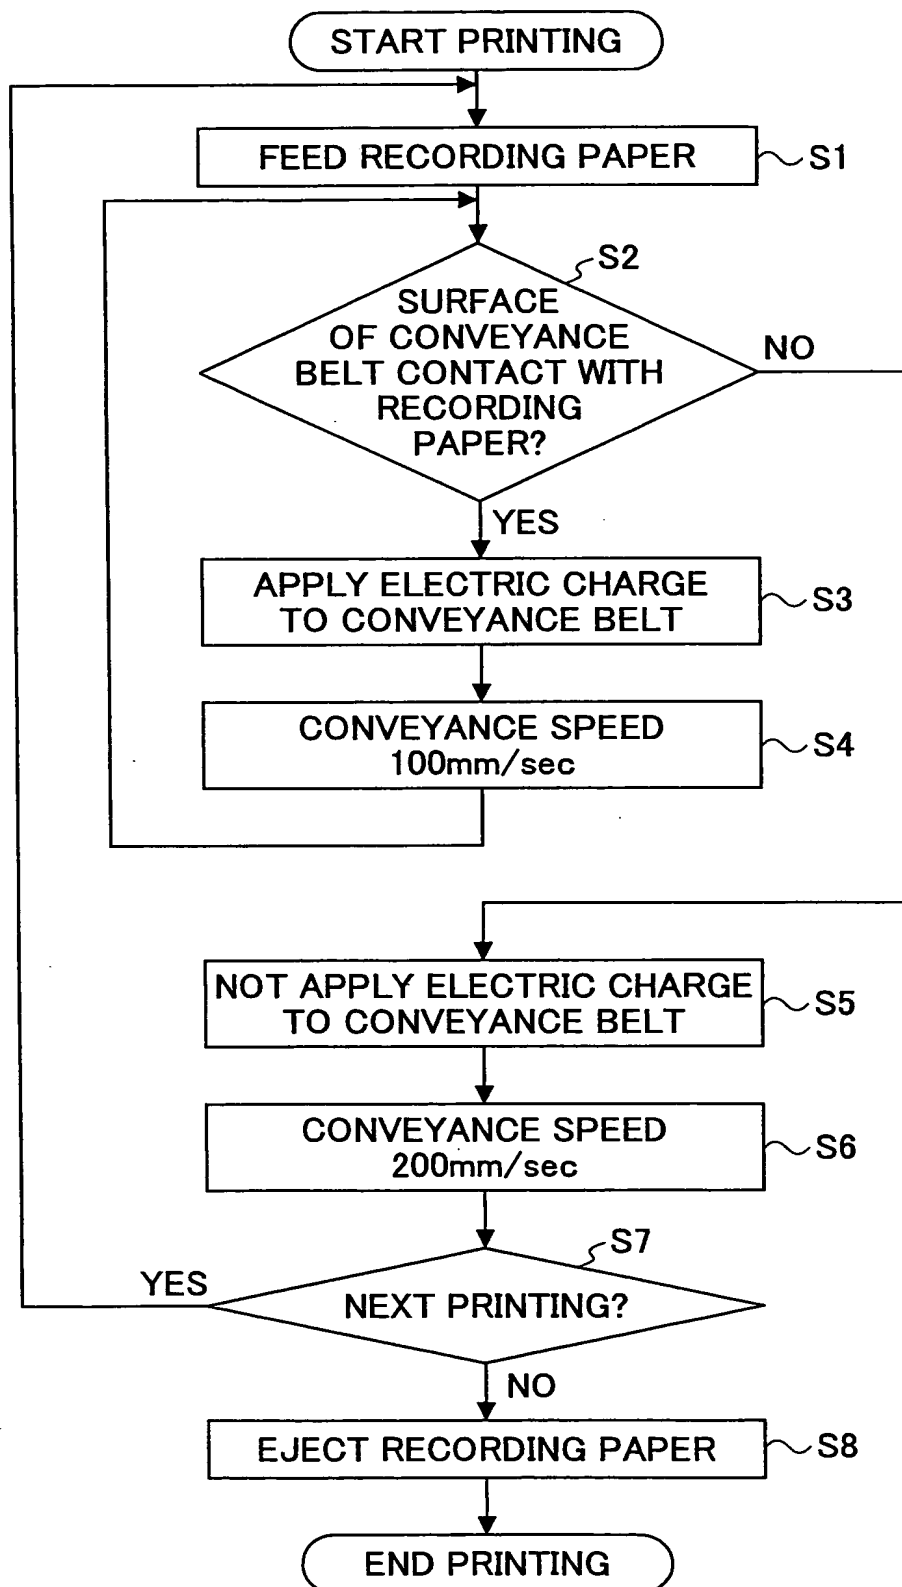 START PRINTING
FEED RECORDING PAPER
S1
S2
SURFACE
OF CONVEYANCE
BELT CONTACT WITH
RECORDING
PAPER?
NO
YES
APPLY ELECTRIC CHARGE
TO CONVEYANCE BELT
S3
CONVEYANCE SPEED
100mm/sec
S4
NOT APPLY ELECTRIC CHARGE
TO CONVEYANCE BELT
S5
CONVEYANCE SPEED
200mm/sec
S6
S7
YES
NEXT PRINTING?
NO
EJECT RECORDING PAPER
S8
END PRINTING